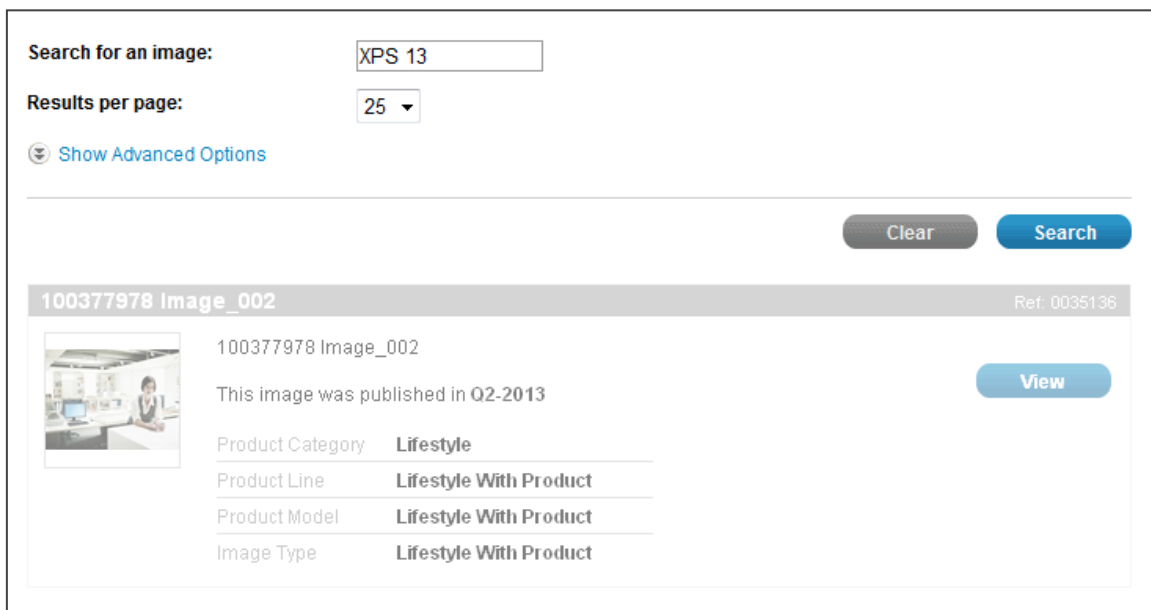 Search for an image: XPS 13
Results per page: 25
Show Advanced Options
Clear Search
100377978 Image_002 Ref: 0035136
100377978 Image_002
This image was published in Q2-2013
View
Product Category Lifestyle
Product Line Lifestyle With Product
Product Model Lifestyle With Product
Image Type Lifestyle With Product